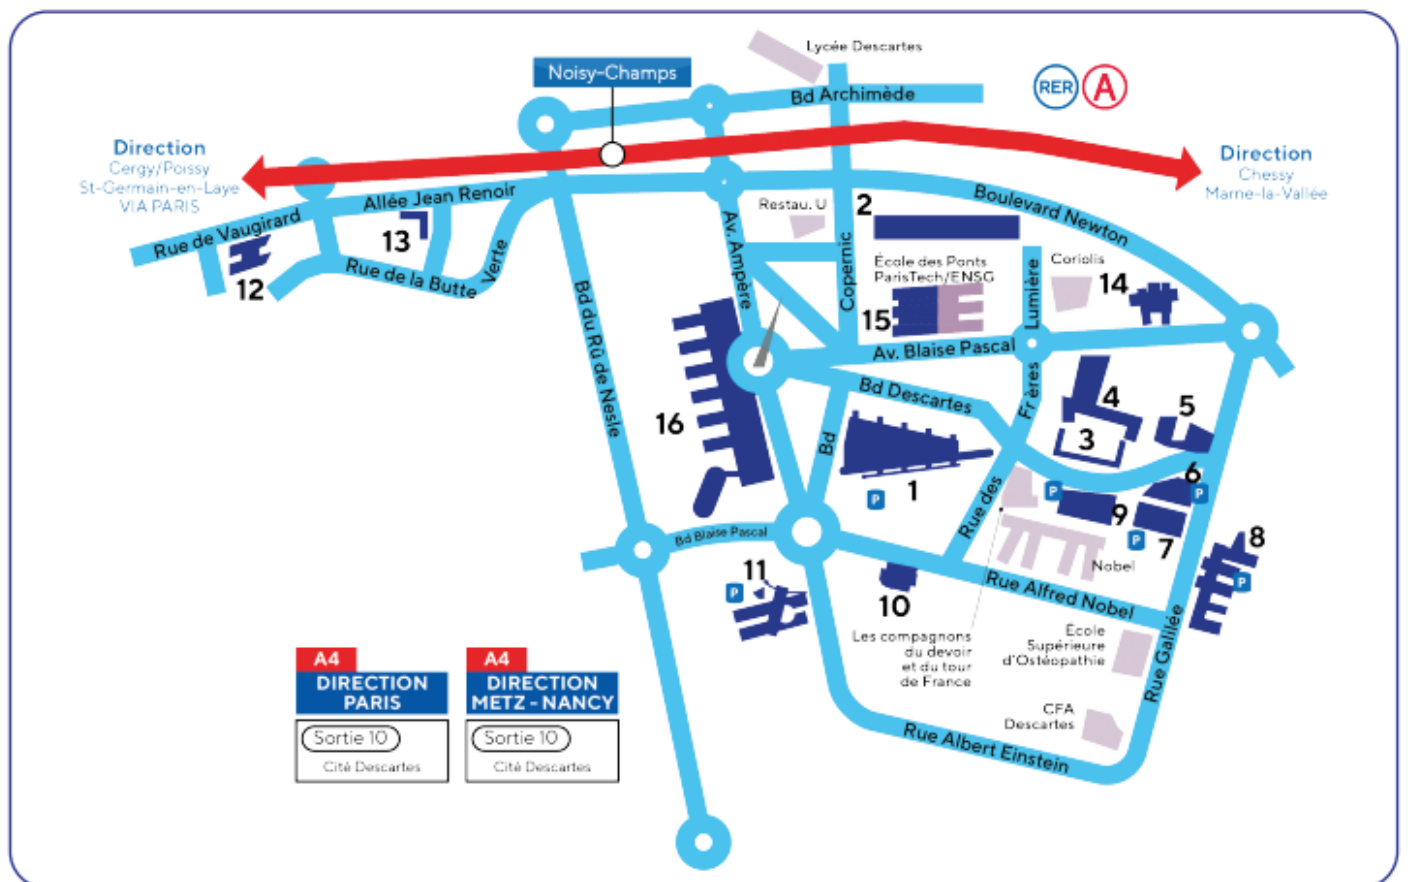 Lycée Descartes
Noisy-Champs
RER
A
Bd Archimède
Direction
Cergy/Poissy
St-Germain-en-Laye
VIA PARIS
Direction
Chessy
Marne-la-Vallée
Allée Jean Renoir
Rue de Vaugirard
Boulevard Newton
Restau. U
2
13
12
Rue de la Butte
Verte
Av. Ampère
Copernic
École des Ponts
ParisTech/ENSG
15
Lumière
Coriolis
14
Bd du Rû de Nesle
Av. Blaise Pascal
Bd Descartes
Frères
4
5
3
16
Bd
1
P
Rue des
P
9
6
P
7
P
8
P
Bd Blaise Pascal
11
P
10
Nobel
Rue Alfred Nobel
Les compagnons
du devoir
et du tour
de France
École
Supérieure
d'Ostéopathie
Rue Galilée
CFA
Descartes
Rue Albert Einstein
A4
DIRECTION
PARIS
Sortie 10
Cité Descartes
A4
DIRECTION
METZ - NANCY
Sortie 10
Cité Descartes